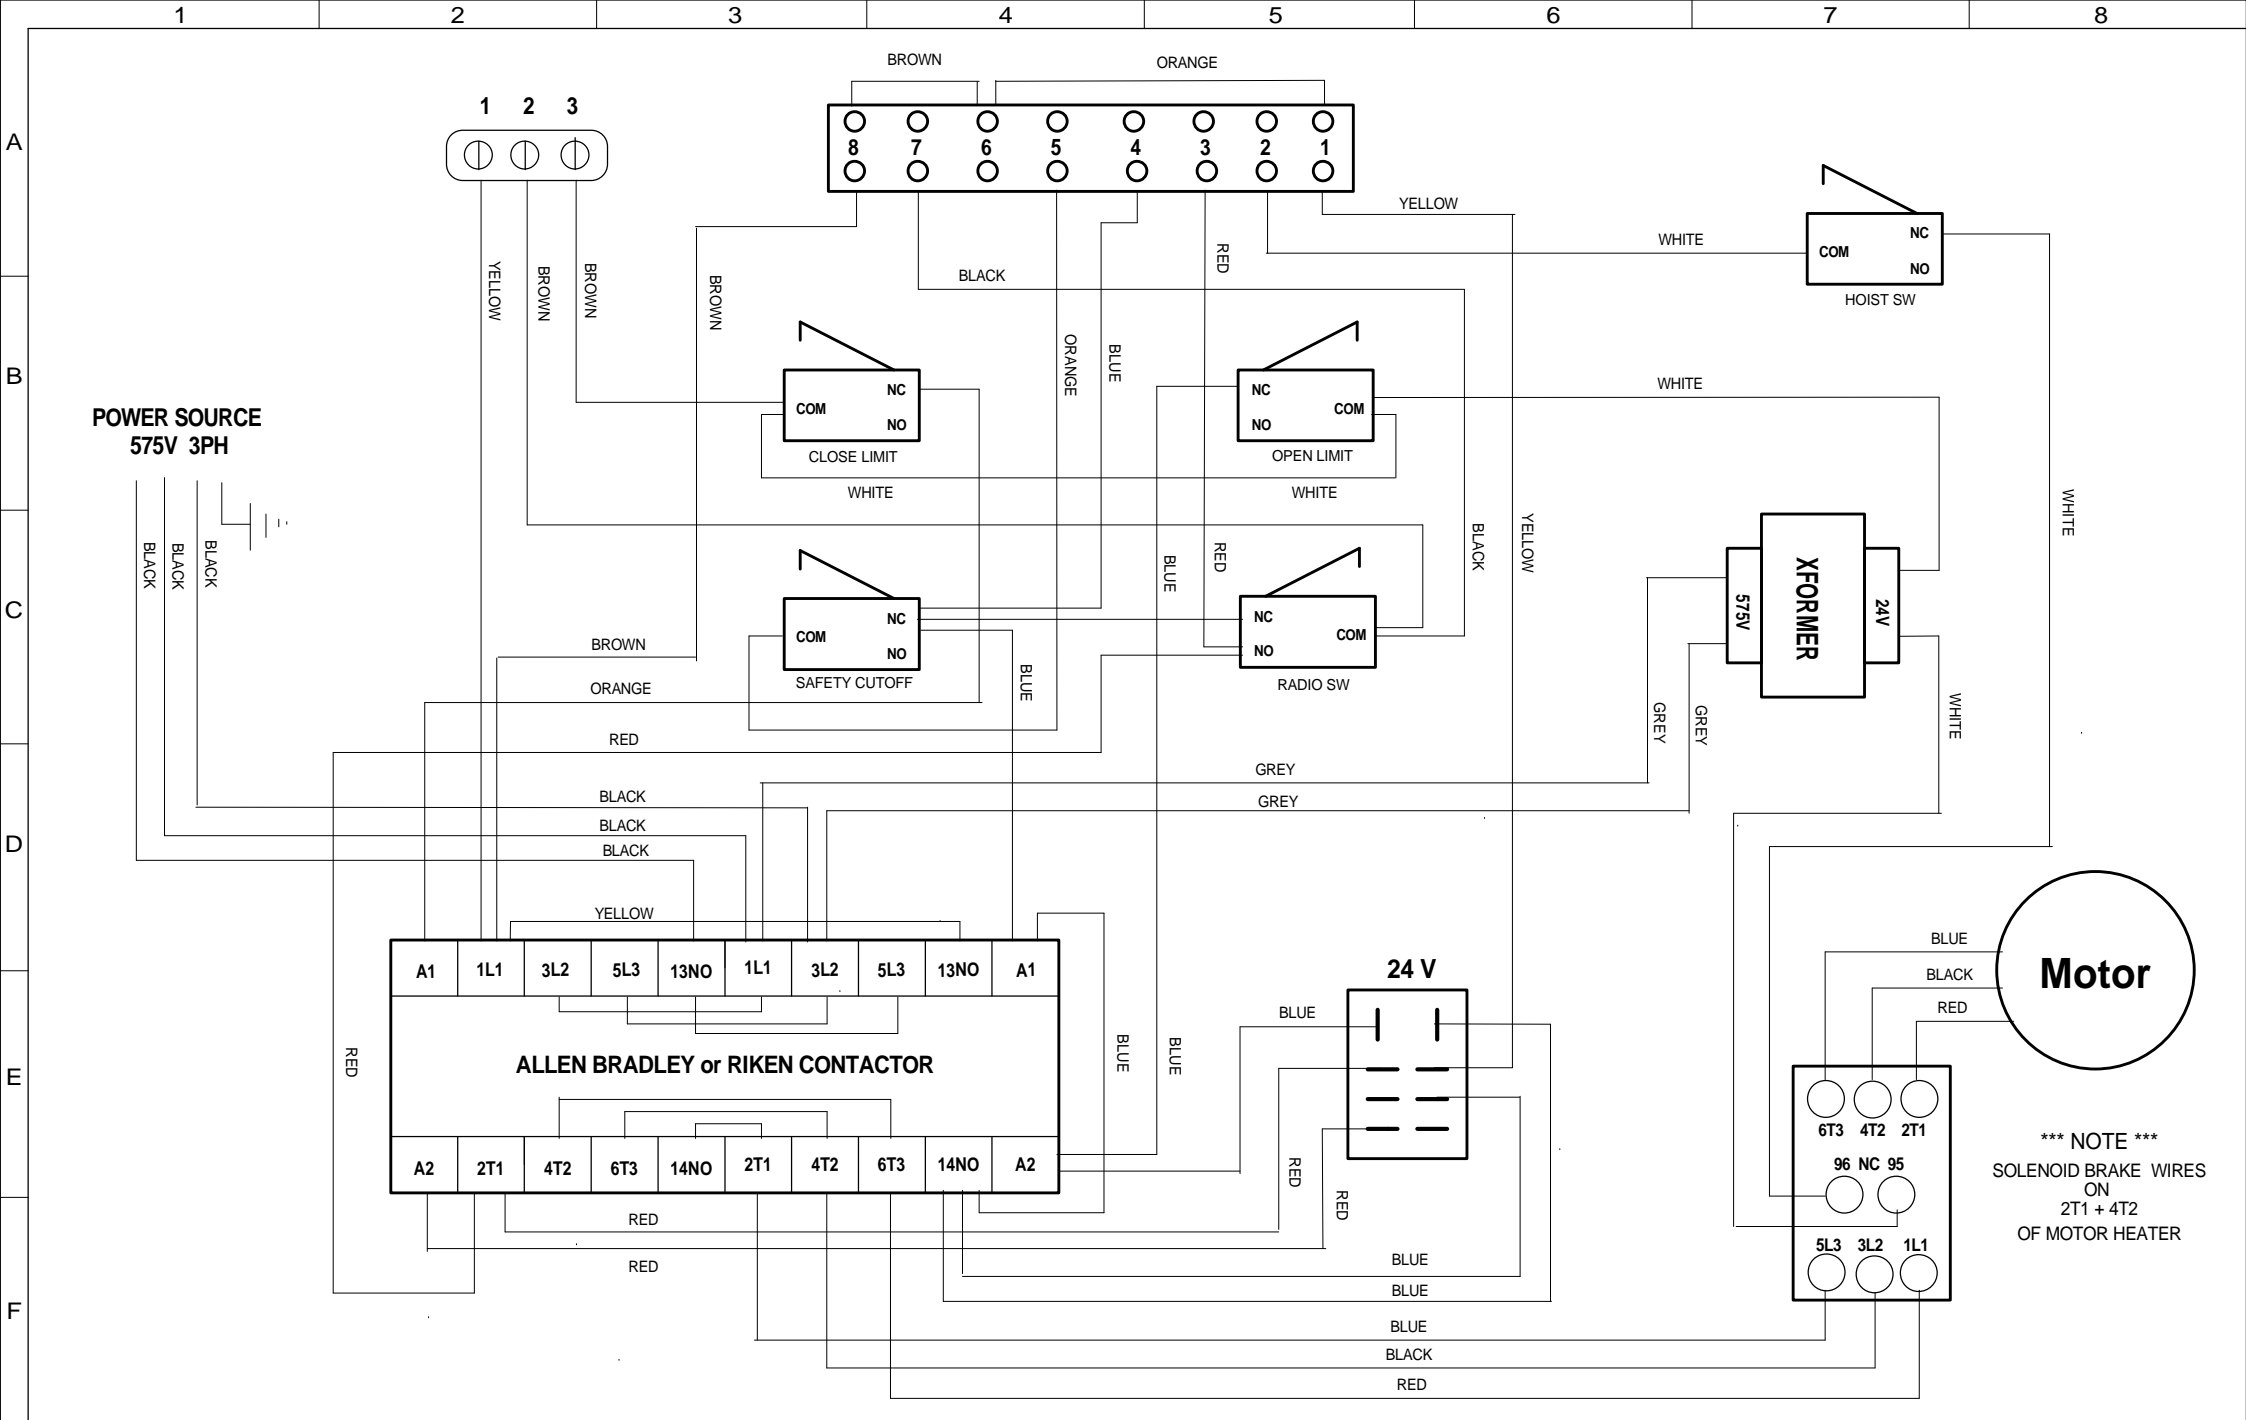 1 2 3 4 5 6 7 8
BROWN ORANGE
1 2 3
A
8 7 6 5 4 3 2 1
YELLOW
WHITE
COM NC
NO
HOIST SW
RED
BLACK
YELLOW
BROWN
BROWN
BROWN
ORANGE
BLUE
B
POWER SOURCE
575V 3PH
NC
COM
NO
CLOSE LIMIT
NC
COM
NO
OPEN LIMIT
WHITE
WHITE WHITE
BLACK
BLACK
BLACK
BLUE
RED
BLACK
YELLOW
WHITE
C
NC
COM
NO
SAFETY CUTOFF
NC
COM
NO
RADIO SW
575V
XFORMER
24V
BROWN
ORANGE
BLUE
GREY
GREY
WHITE
RED
GREY
GREY
BLACK
BLACK
BLACK
D
YELLOW
A1 1L1 3L2 5L3 13NO 1L1 3L2 5L3 13NO A1
24 V
BLUE
BLACK
RED
Motor
E
RED
ALLEN BRADLEY or RIKEN CONTACTOR
BLUE
BLUE
BLUE
A2 2T1 4T2 6T3 14NO 2T1 4T2 6T3 14NO A2
RED
RED
6T3 4T2 2T1
96 NC 95
5L3 3L2 1L1
*** NOTE ***
SOLENOID BRAKE WIRES
ON
2T1 + 4T2
OF MOTOR HEATER
F
RED
RED
BLUE
BLUE
BLUE
BLACK
RED